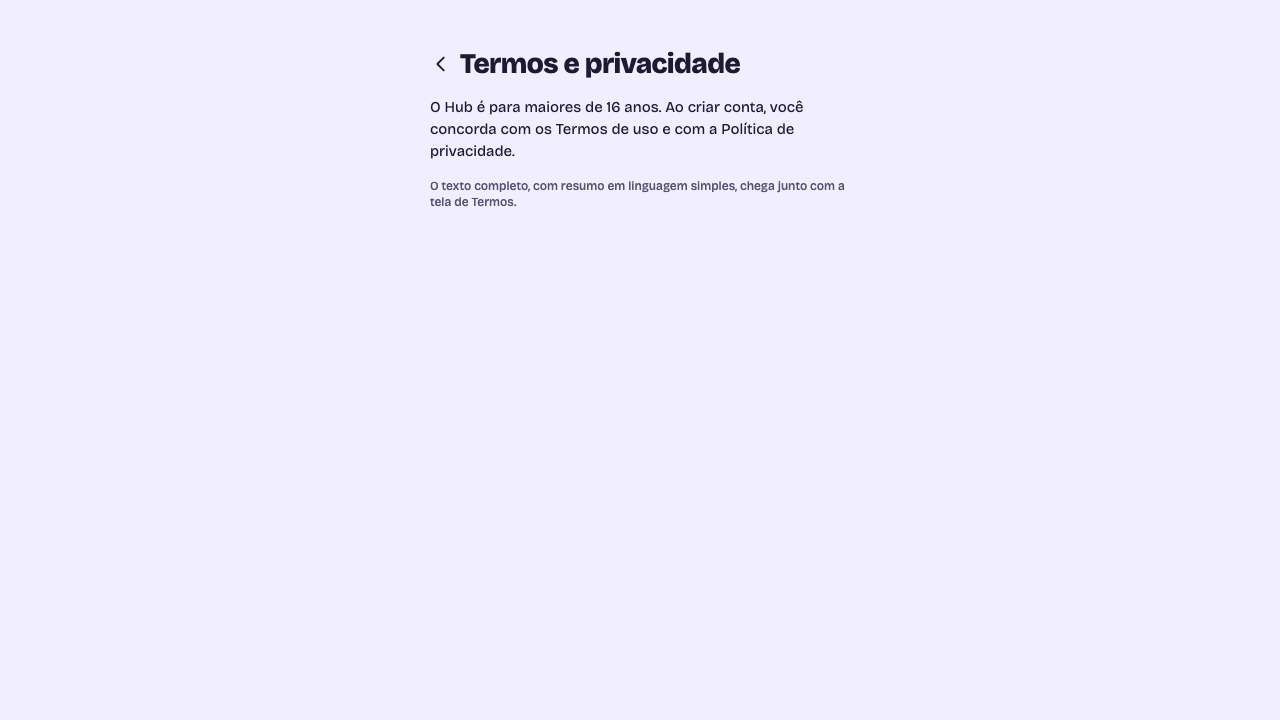 Termos e privacidade
O Hub é para maiores de 16 anos. Ao criar conta, você
concorda com os Termos de uso e com a Política de
privacidade.
O texto completo, com resumo em linguagem simples, chega junto com a
tela de Termos.